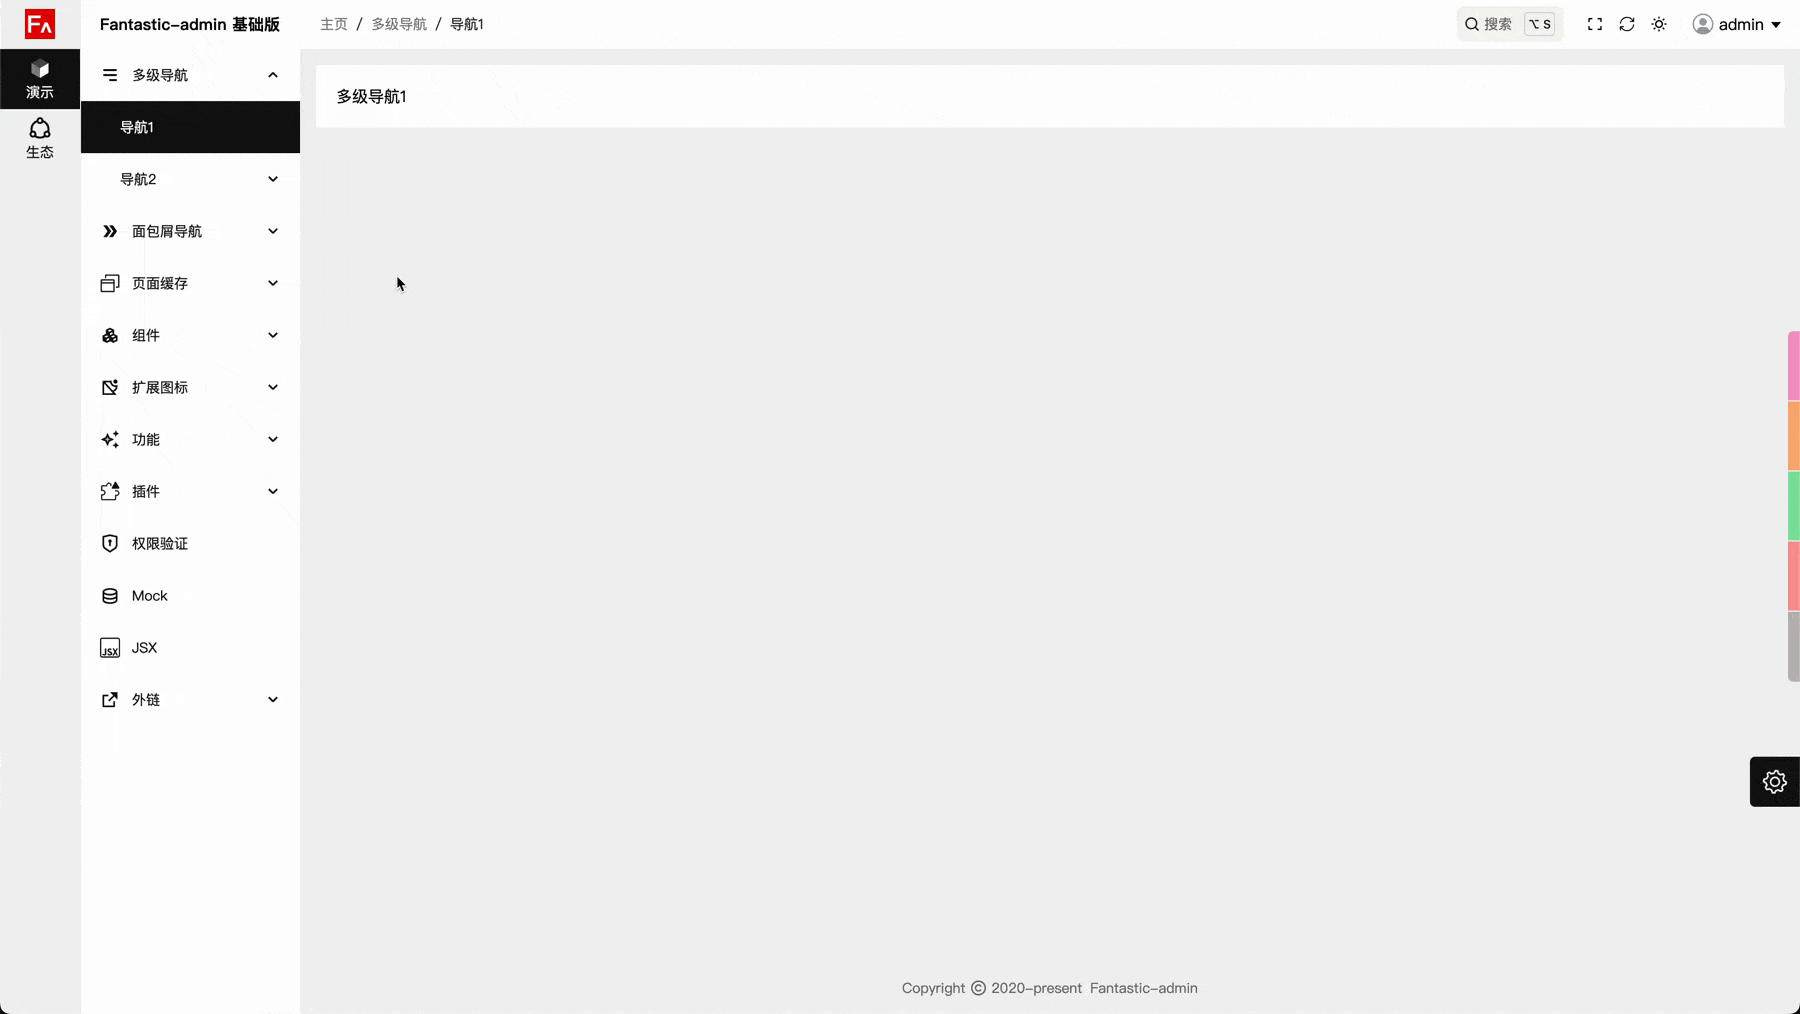 FA
Fantastic-admin 基础版
主页 / 多级导航 / 导航1
搜索 ⌥ S
admin
演示
生态
多级导航
导航1
导航2
面包屑导航
页面缓存
组件
扩展图标
功能
插件
权限验证
Mock
JSX
JSX
外链
多级导航1
Copyright © 2020-present Fantastic-admin